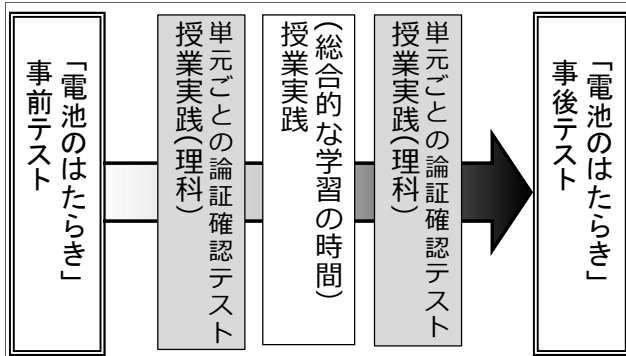 「電池のはたらき」
事前テスト
単元ごとの論証確認テスト
授業実践(理科)
(総合的な学習の時間)
授業実践
単元ごとの論証確認テスト
授業実践(理科)
「電池のはたらき」
事後テスト